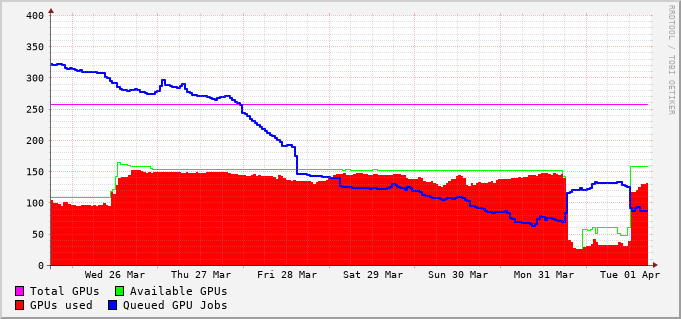 400
350
300
250
200
150
100
50
0
Wed 26 Mar Thu 27 Mar Fri 28 Mar Sat 29 Mar Sun 30 Mar Mon 31 Mar Tue 01 Apr
Total GPUs Available GPUs
GPUs used Queued GPU Jobs
RRDTOOL / TOBI OETIKER